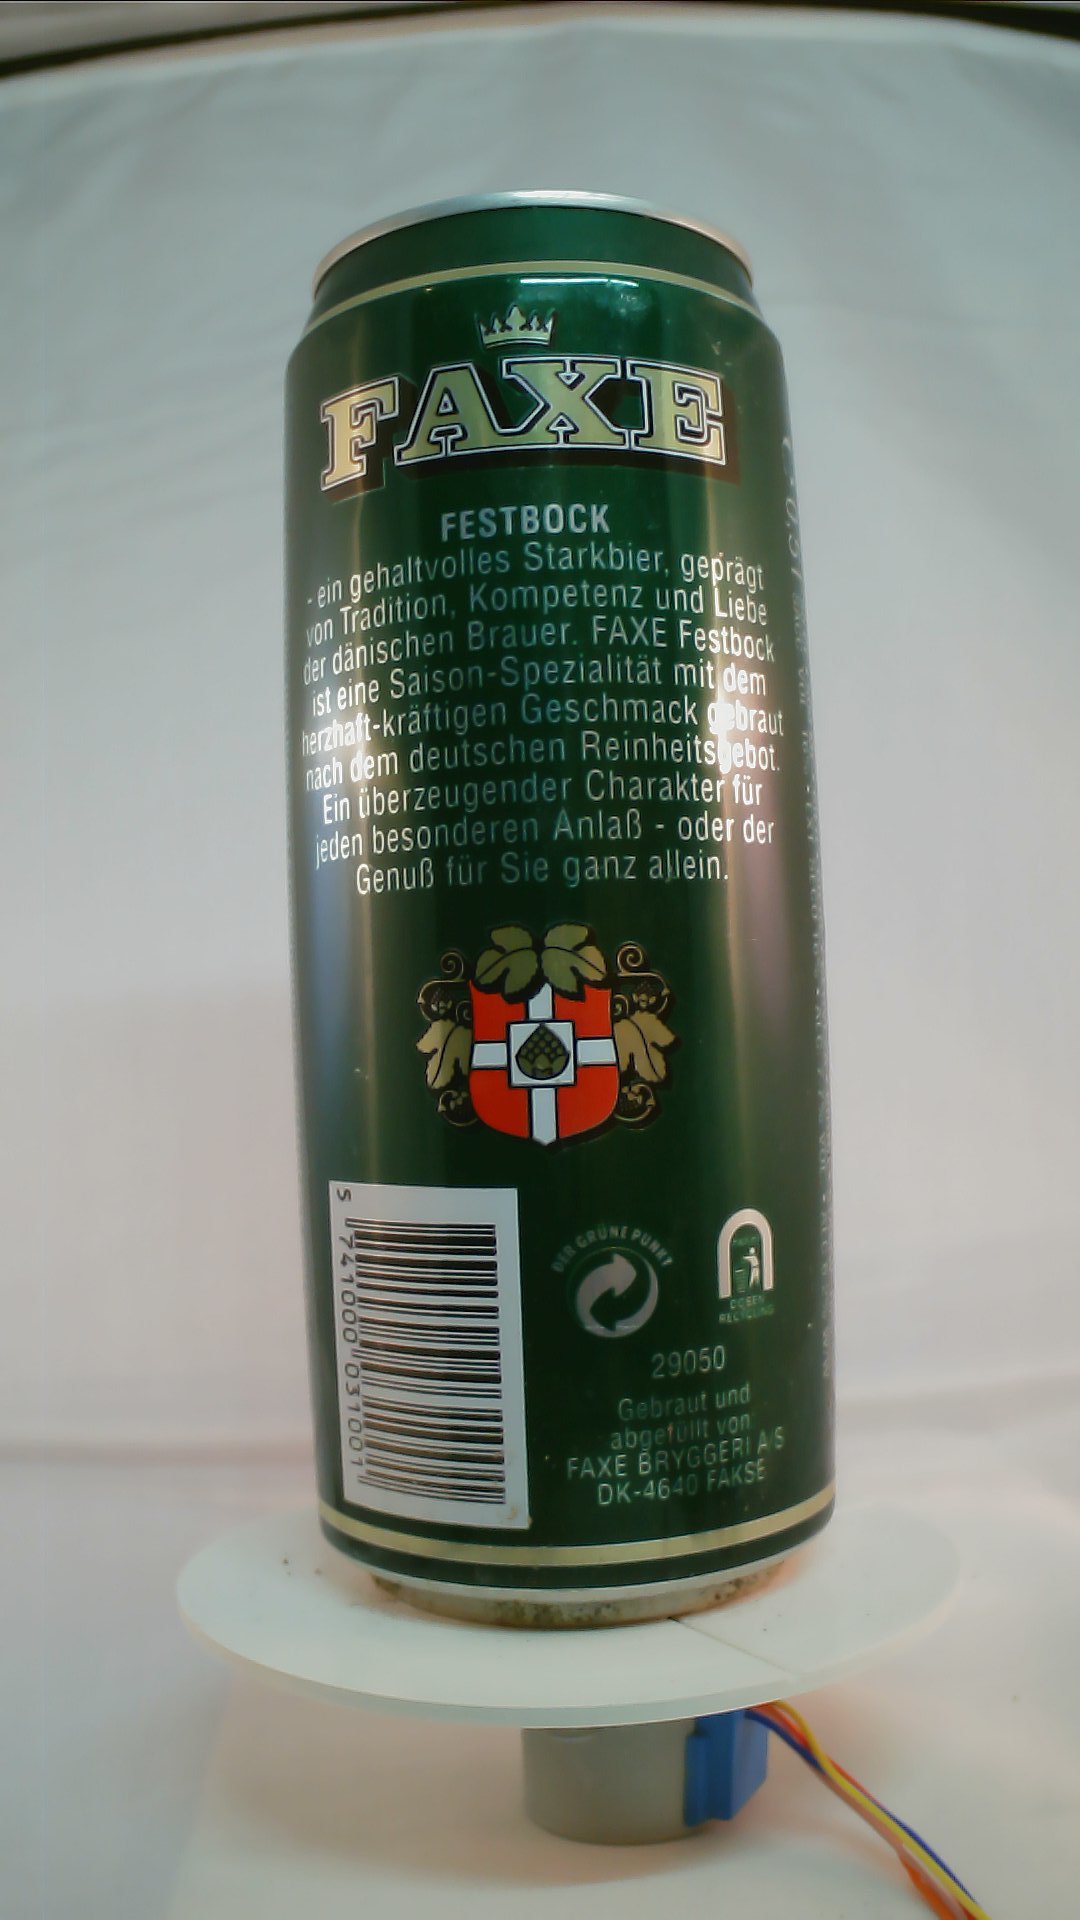 FAXE
FESTBOCK
- ein gehaltvolles Starkbier, geprägt
von Tradition, Kompetenz und Liebe
der dänischen Brauer. FAXE Festbock
ist eine Saison-Spezialität mit dem
herzhaft-kräftigen Geschmack gebraut
nach dem deutschen Reinheitsgebot.
Ein überzeugender Charakter für
jeden besonderen Anlaß - oder der
Genuß für Sie ganz allein.
5 741000 031001
DER GRÜNE PUNKT
DOSEN
RECYCLING
29050
Gebraut und
abgefüllt von
FAXE BRYGGERI A/S
DK-4640 FAKSE